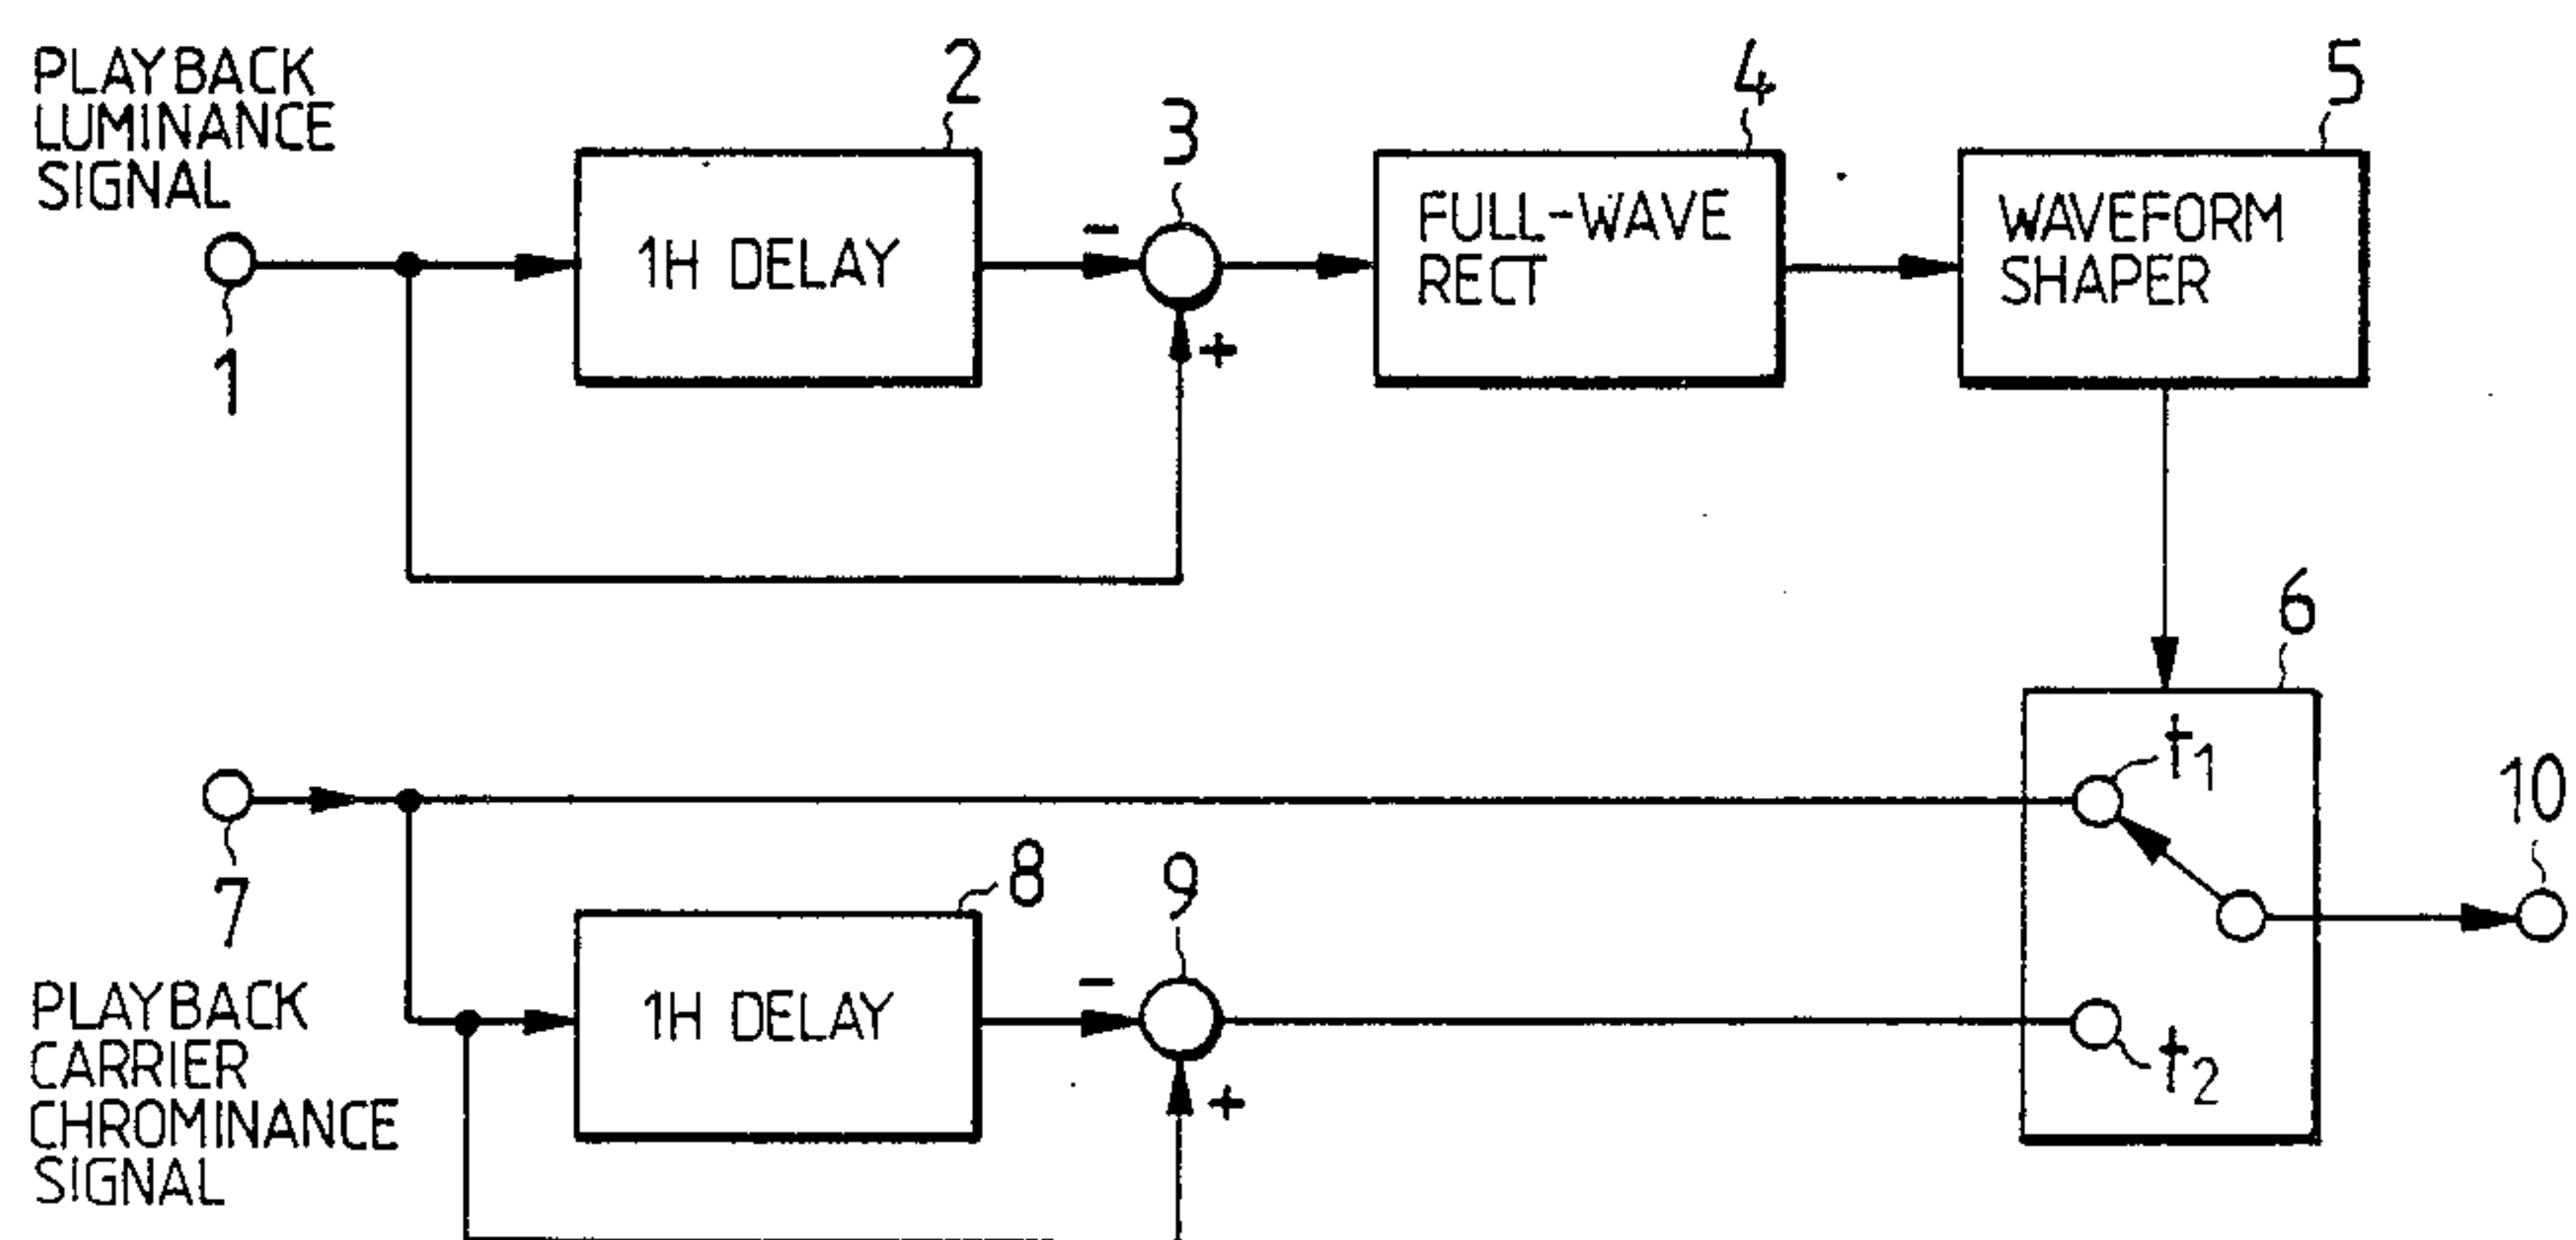 PLAYBACK
LUMINANCE
SIGNAL
1
2
1H DELAY
3
-
+
4
FULL-WAVE
RECT
5
WAVEFORM
SHAPER
6
t1
t2
7
PLAYBACK
CARRIER
CHROMINANCE
SIGNAL
8
1H DELAY
9
-
+
10